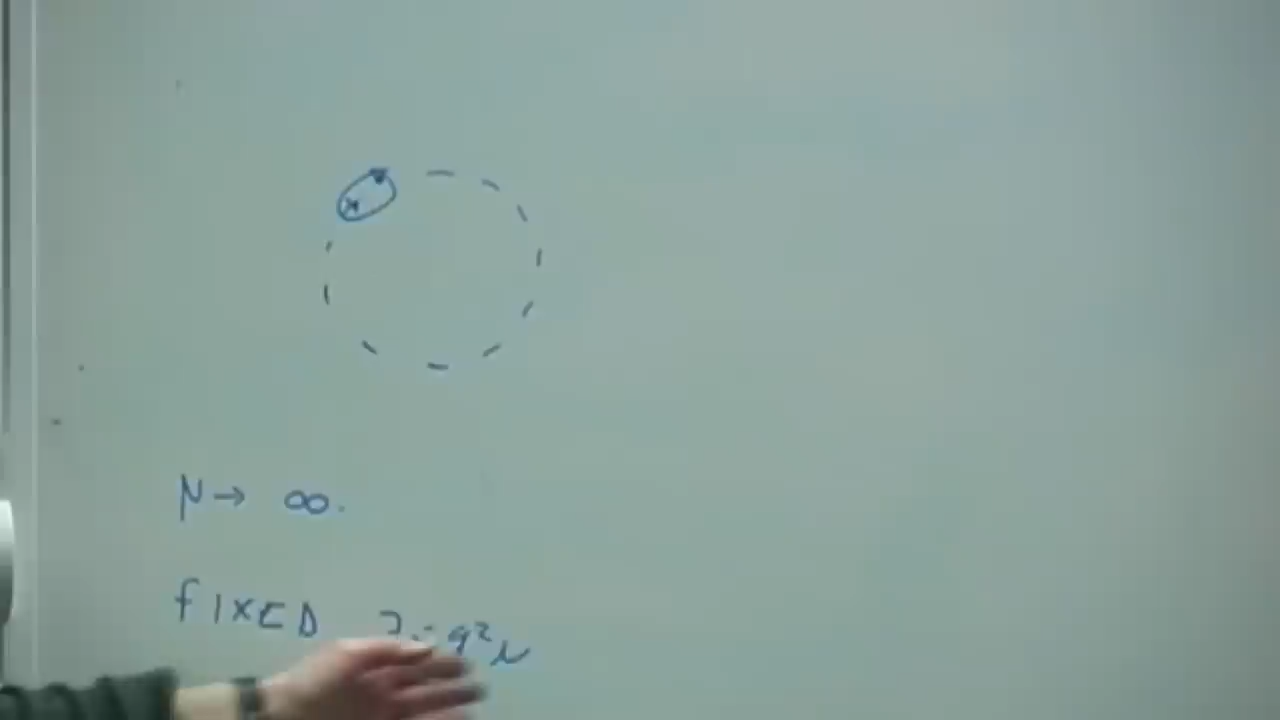 N → ∞.
FIXED λ = g²N